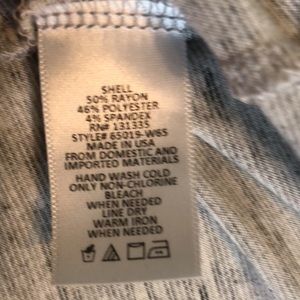 SHELL
50% RAYON
46% POLYESTER
4% SPANDEX
RN# 131335
STYLE# 65019-W65
MADE IN USA
FROM DOMESTIC AND
IMPORTED MATERIALS
HAND WASH COLD
ONLY NON-CHLORINE
BLEACH
WHEN NEEDED
LINE DRY
WARM IRON
WHEN NEEDED